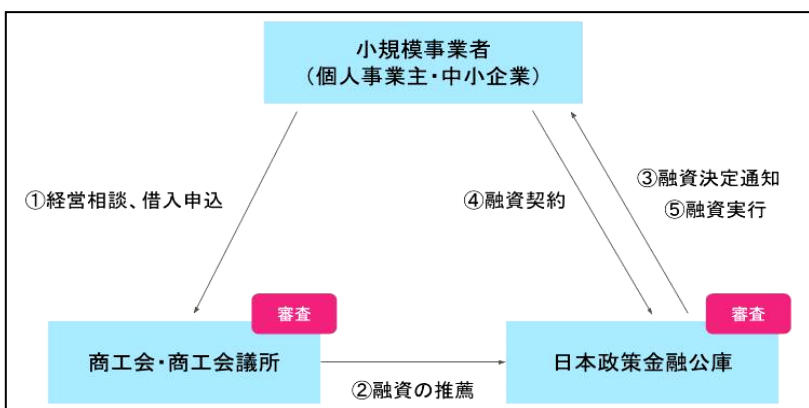 小規模事業者
（個人事業主・中小企業）
①経営相談、借入申込
④融資契約
③融資決定通知
⑤融資実行
審査
審査
商工会・商工会議所
日本政策金融公庫
②融資の推薦